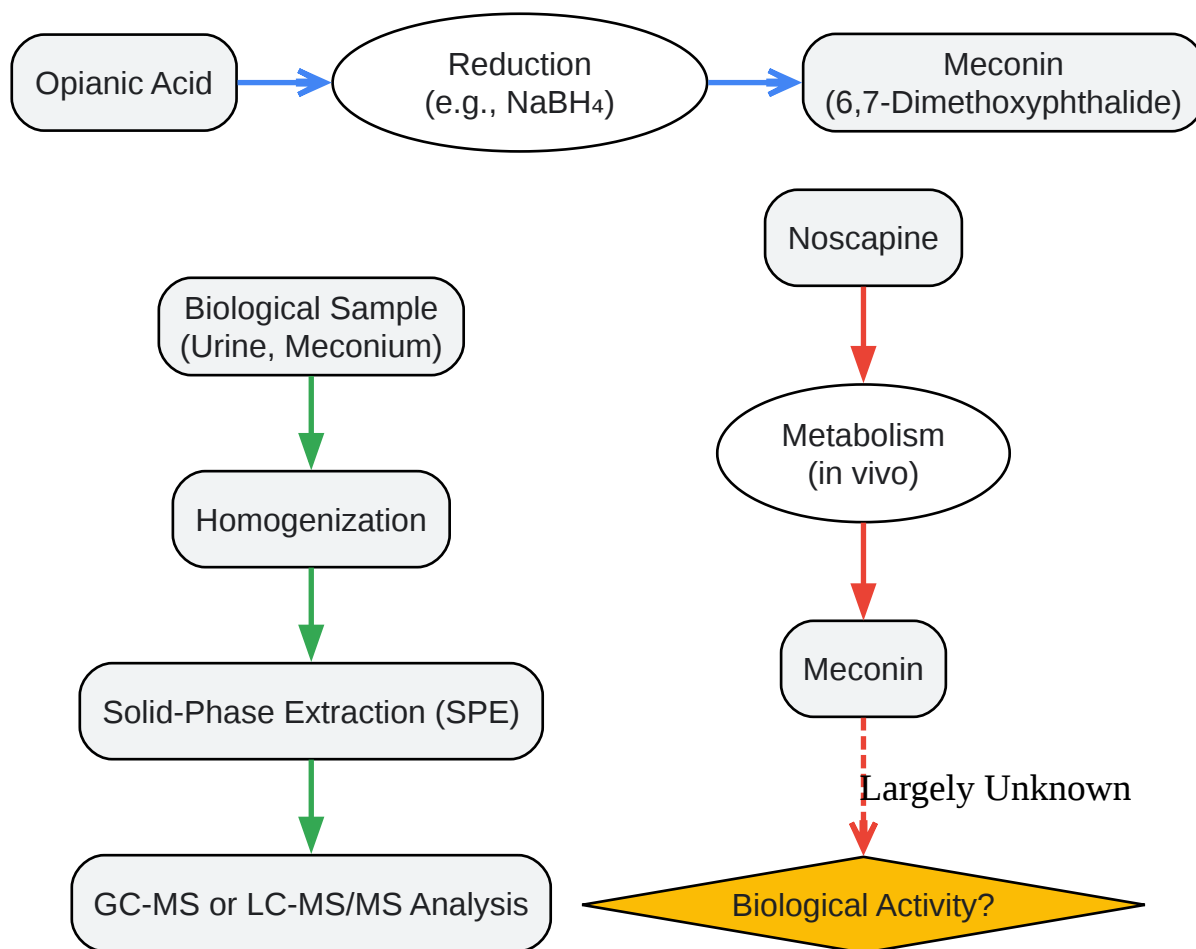 Opianic Acid
Reduction
(e.g., NaBH₄)
Meconin
(6,7-Dimethoxyphthalide)
Biological Sample
(Urine, Meconium)
Homogenization
Solid-Phase Extraction (SPE)
GC-MS or LC-MS/MS Analysis
Noscapine
Metabolism
(in vivo)
Meconin
Largely Unknown
Biological Activity?